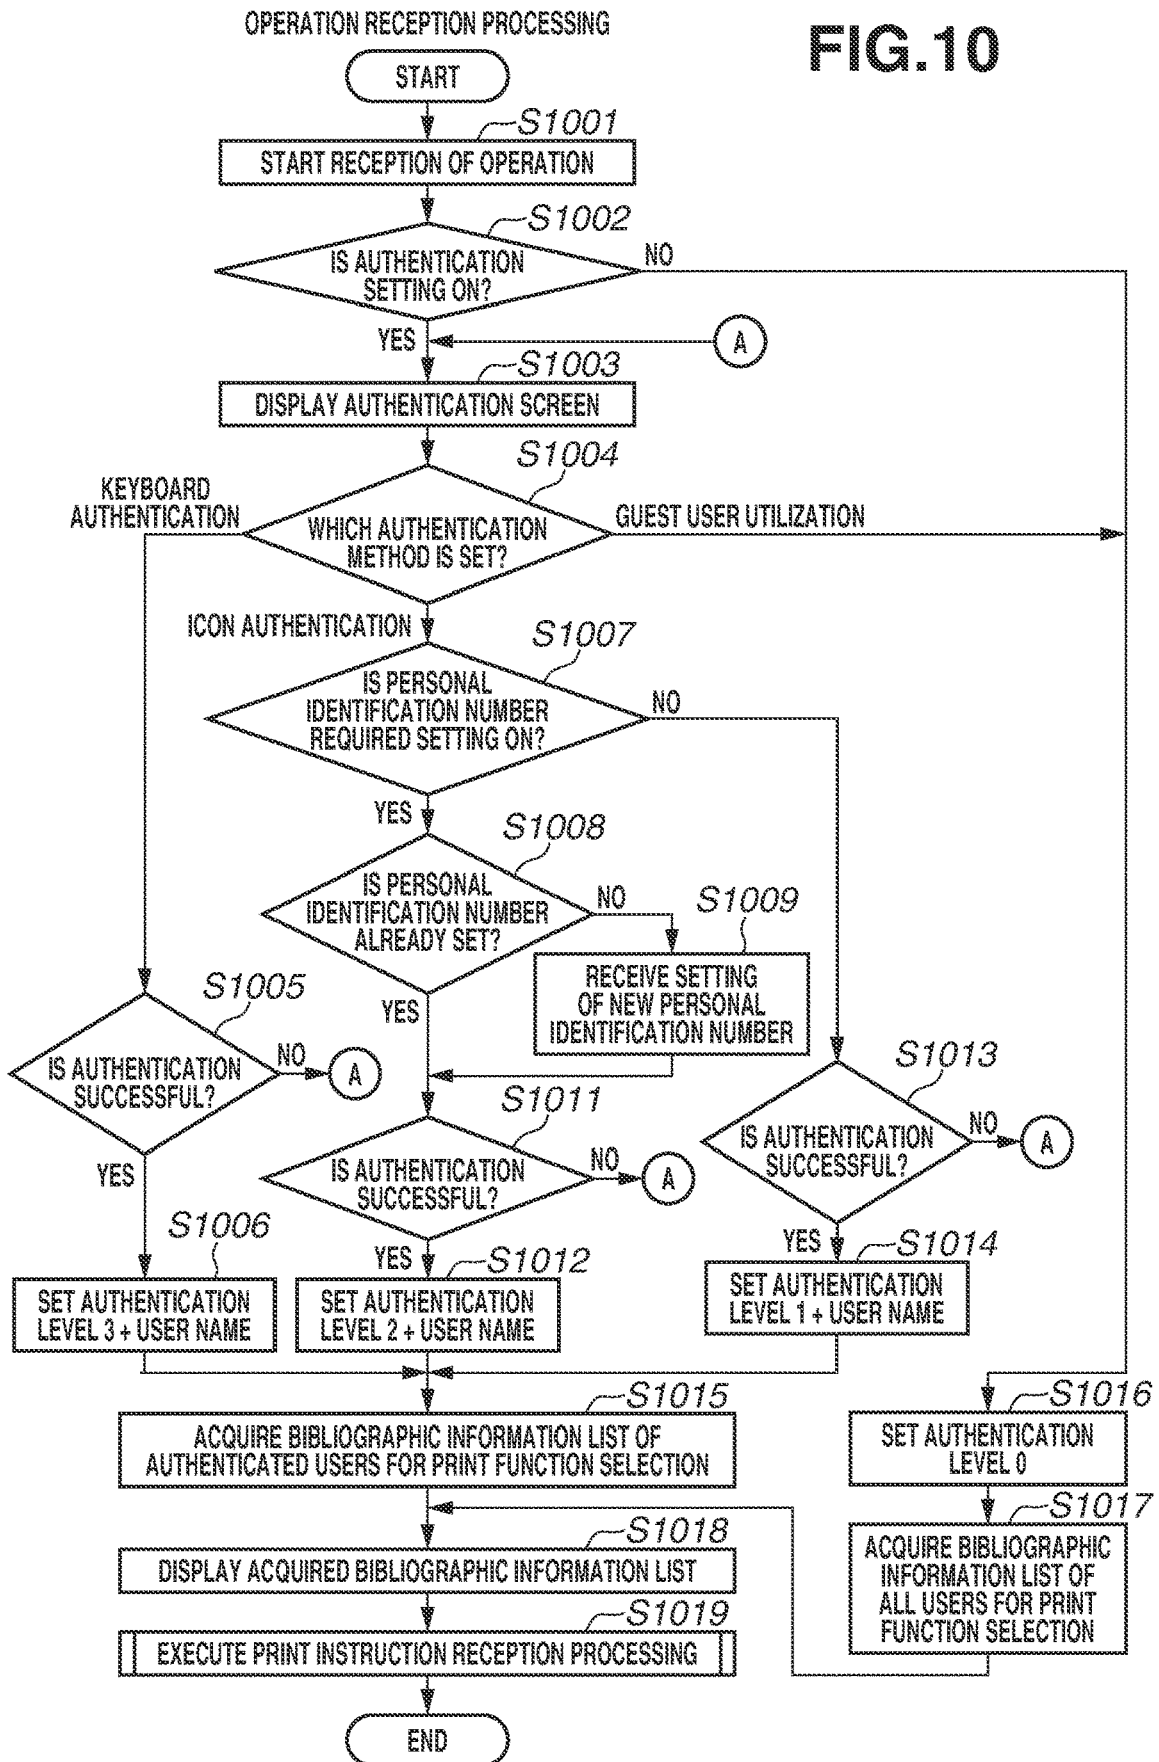 OPERATION RECEPTION PROCESSING
FIG.10
START
S1001
START RECEPTION OF OPERATION
S1002
IS AUTHENTICATION
SETTING ON?
NO
YES
A
S1003
DISPLAY AUTHENTICATION SCREEN
S1004
KEYBOARD
AUTHENTICATION
WHICH AUTHENTICATION
METHOD IS SET?
GUEST USER UTILIZATION
ICON AUTHENTICATION
S1007
IS PERSONAL
IDENTIFICATION NUMBER
REQUIRED SETTING ON?
NO
YES
S1008
IS PERSONAL
IDENTIFICATION NUMBER
ALREADY SET?
NO
S1009
RECEIVE SETTING
OF NEW PERSONAL
IDENTIFICATION NUMBER
YES
S1005
IS AUTHENTICATION
SUCCESSFUL?
NO
A
YES
S1011
IS AUTHENTICATION
SUCCESSFUL?
NO
A
YES
S1013
IS AUTHENTICATION
SUCCESSFUL?
NO
A
YES
S1006
SET AUTHENTICATION
LEVEL 3 + USER NAME
S1012
SET AUTHENTICATION
LEVEL 2 + USER NAME
S1014
SET AUTHENTICATION
LEVEL 1 + USER NAME
S1015
ACQUIRE BIBLIOGRAPHIC INFORMATION LIST OF
AUTHENTICATED USERS FOR PRINT FUNCTION SELECTION
S1016
SET AUTHENTICATION
LEVEL 0
S1017
ACQUIRE BIBLIOGRAPHIC
INFORMATION LIST OF
ALL USERS FOR PRINT
FUNCTION SELECTION
S1018
DISPLAY ACQUIRED BIBLIOGRAPHIC INFORMATION LIST
S1019
EXECUTE PRINT INSTRUCTION RECEPTION PROCESSING
END